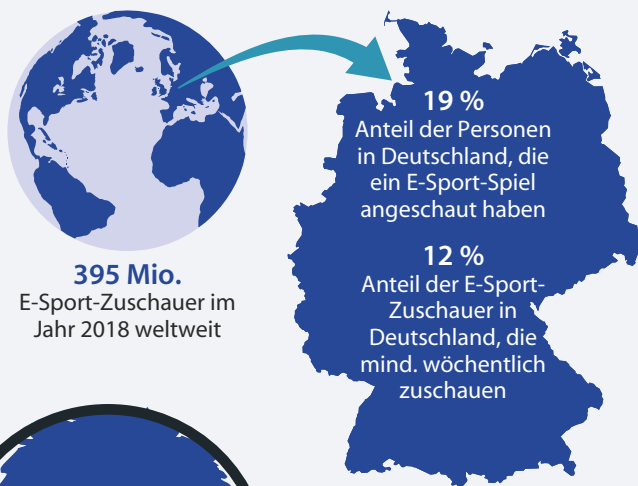 395 Mio.
E-Sport-Zuschauer im
Jahr 2018 weltweit
19 %
Anteil der Personen
in Deutschland, die
ein E-Sport-Spiel
angeschaut haben
12 %
Anteil der E-Sport-
Zuschauer in
Deutschland, die
mind. wöchentlich
zuschauen